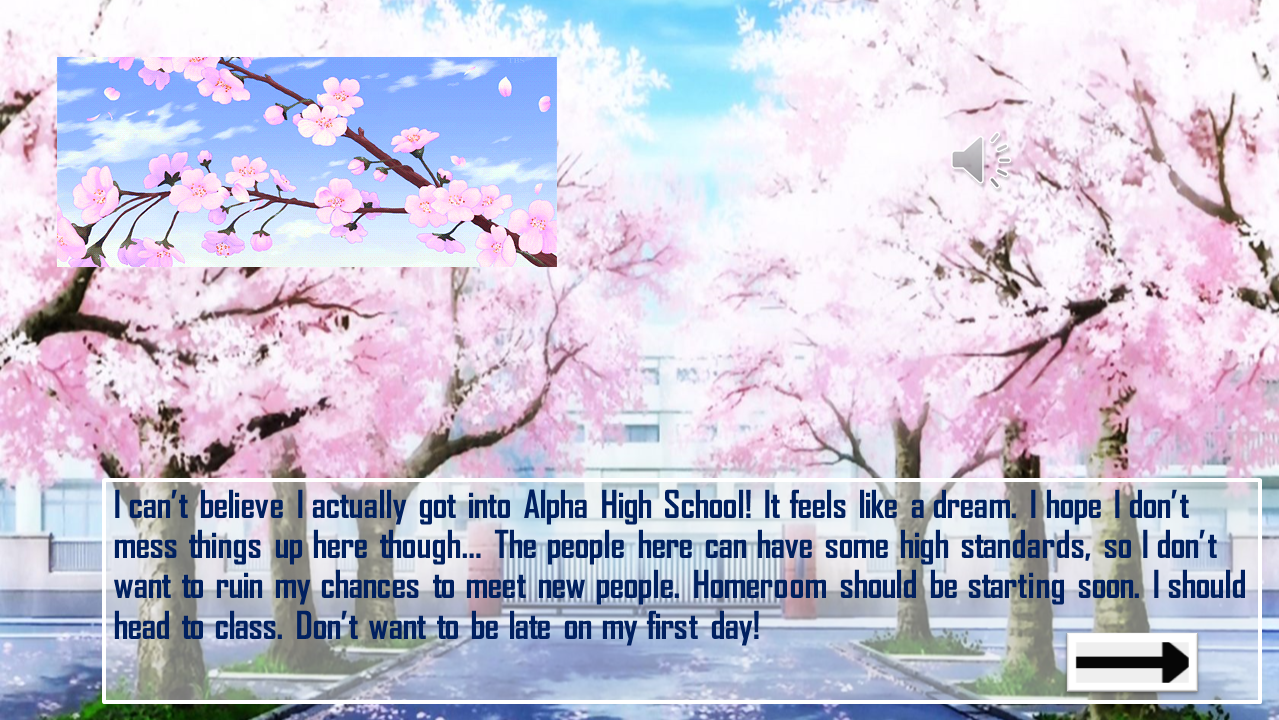 I can’t believe I actually got into Alpha High School! It feels like a dream. I hope I don’t
mess things up here though… The people here can have some high standards, so I don’t
want to ruin my chances to meet new people. Homeroom should be starting soon. I should
head to class. Don’t want to be late on my first day!